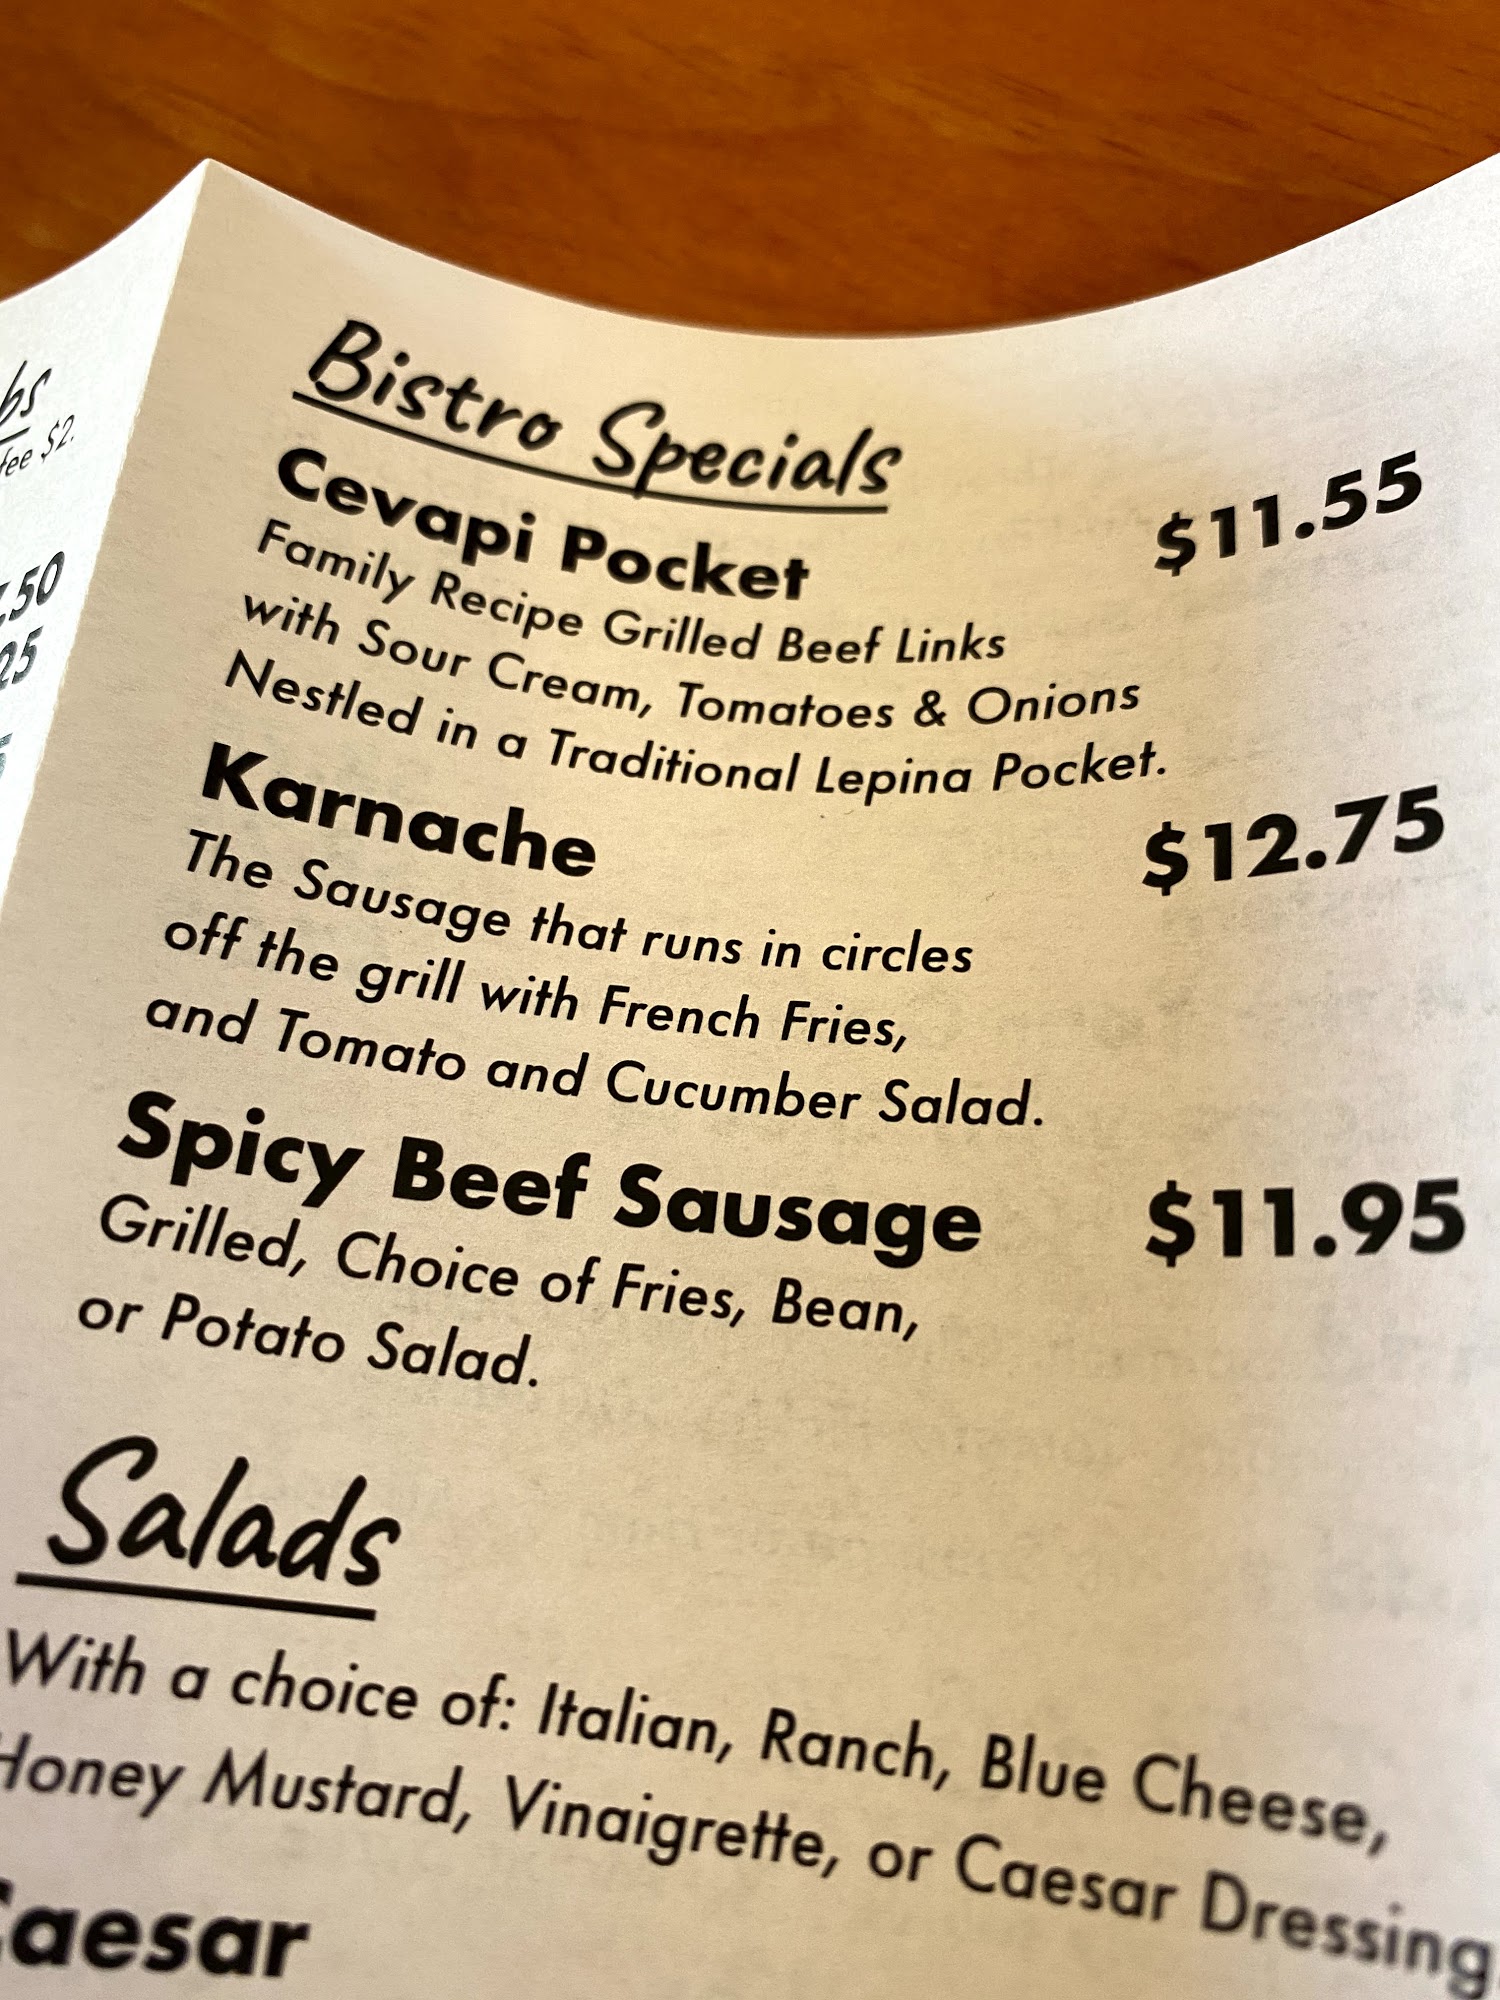 Bistro Specials
Cevapi Pocket $11.55
Family Recipe Grilled Beef Links
with Sour Cream, Tomatoes & Onions
Nestled in a Traditional Lepina Pocket.
Karnache $12.75
The Sausage that runs in circles
off the grill with French Fries,
and Tomato and Cucumber Salad.
Spicy Beef Sausage $11.95
Grilled, Choice of Fries, Bean,
or Potato Salad.
Salads
With a choice of: Italian, Ranch, Blue Cheese,
Honey Mustard, Vinaigrette, or Caesar Dressing.
Caesar